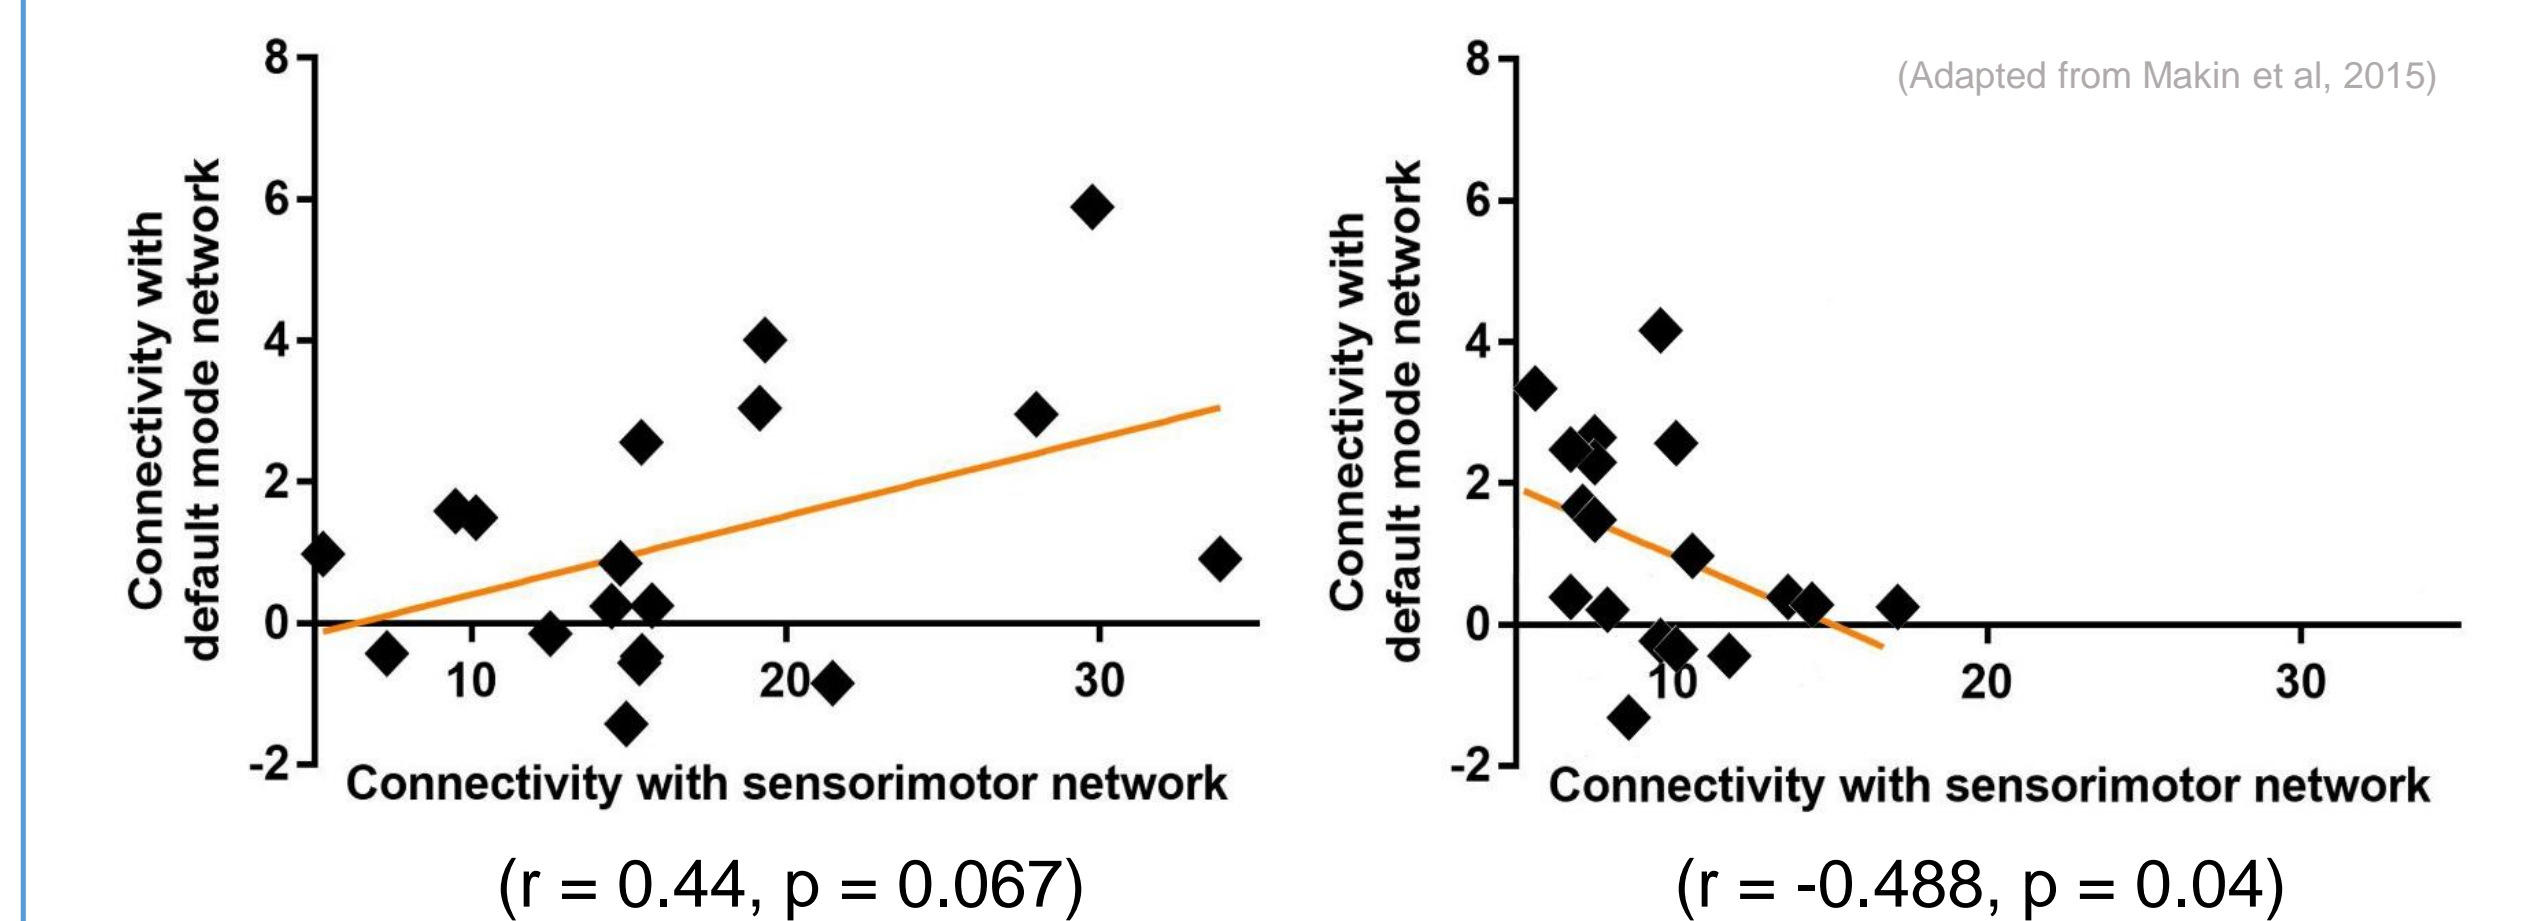 8
6
4
2
0
-2
Connectivity with
default mode network
10
20
30
Connectivity with sensorimotor network
(r = 0.44, p = 0.067)
(Adapted from Makin et al, 2015)
8
6
4
2
0
-2
Connectivity with
default mode network
10
20
30
Connectivity with sensorimotor network
(r = -0.488, p = 0.04)